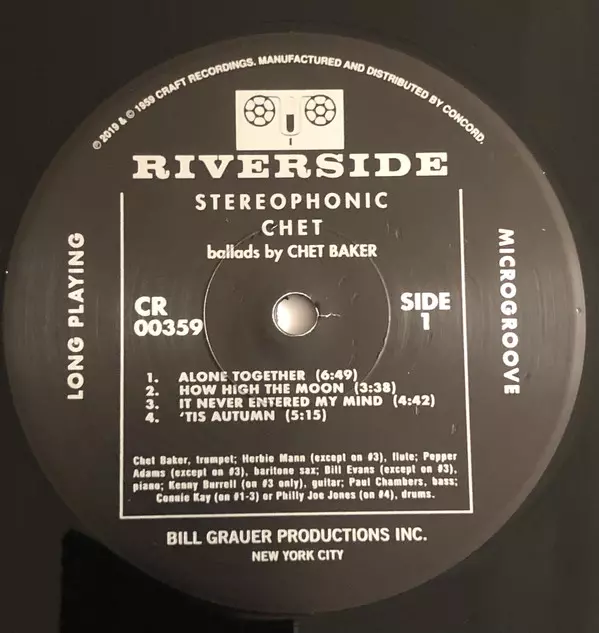 ℗ 2019 & © 1959 CRAFT RECORDINGS. MANUFACTURED AND DISTRIBUTED BY CONCORD.
RIVERSIDE
STEREOPHONIC
CHET
ballads by CHET BAKER
LONG PLAYING
MICROGROOVE
CR
00359
SIDE
1
1. ALONE TOGETHER (6:49)
2. HOW HIGH THE MOON (3:38)
3. IT NEVER ENTERED MY MIND (4:42)
4. 'TIS AUTUMN (5:15)
Chet Baker, trumpet; Herbie Mann (except on #3), flute; Pepper
Adams (except on #3), baritone sax; Bill Evans (except on #3),
piano; Kenny Burrell (on #3 only), guitar; Paul Chambers, bass;
Connie Kay (on #1-3) or Philly Joe Jones (on #4), drums.
BILL GRAUER PRODUCTIONS INC.
NEW YORK CITY